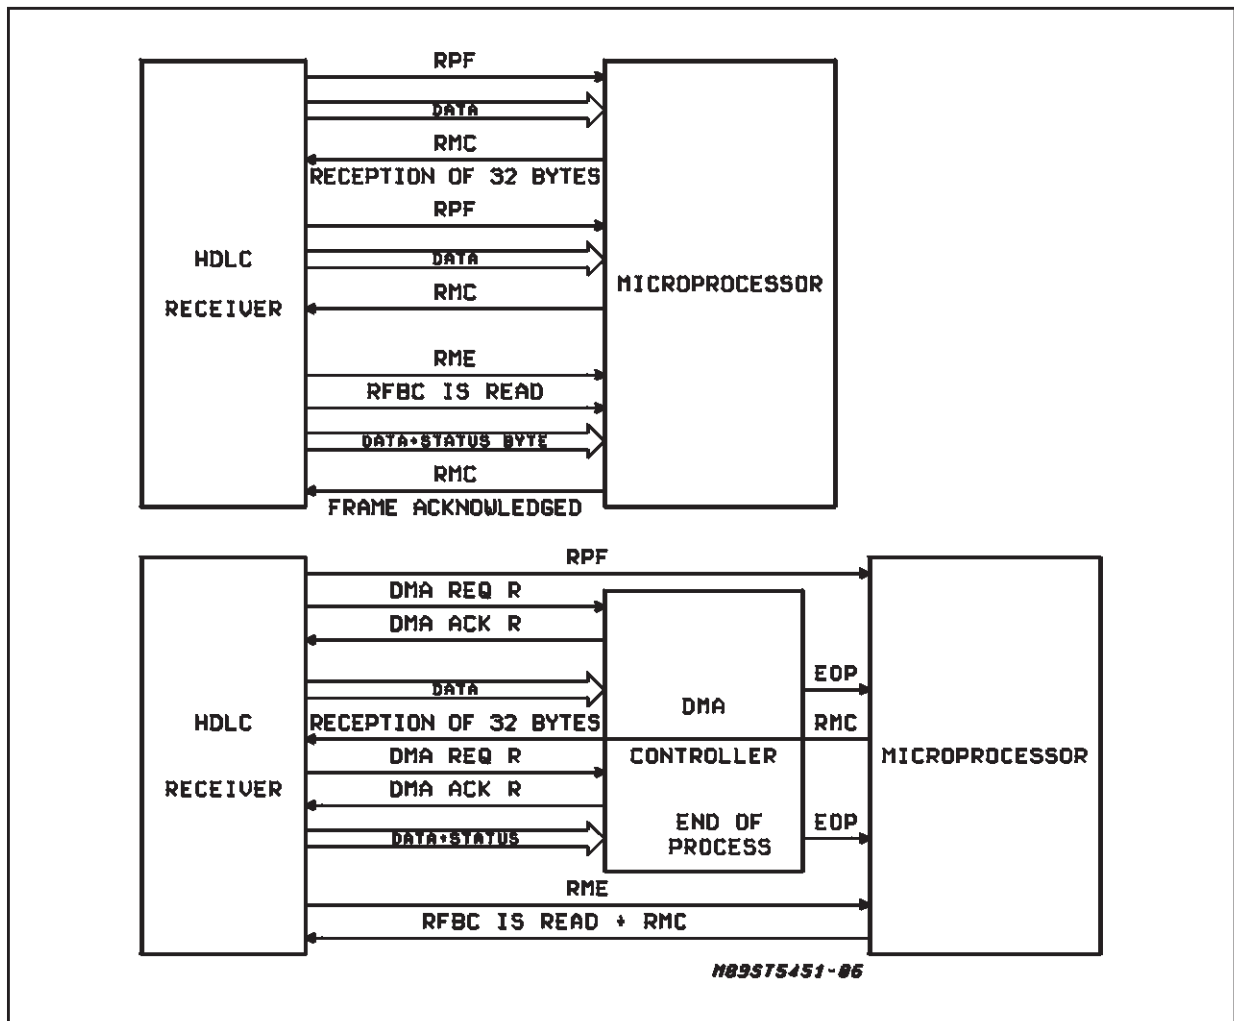 RPF
DATA
RMC
RECEPTION OF 32 BYTES
RPF
HDLC
RECEIVER
DATA
MICROPROCESSOR
RMC
RME
RFBC IS READ
DATA+STATUS BYTE
RMC
FRAME ACKNOWLEDGED
RPF
DMA REQ R
DMA ACK R
DATA
EOP
DMA
CONTROLLER
HDLC
RECEIVER
RECEPTION OF 32 BYTES
RMC
DMA REQ R
MICROPROCESSOR
DMA ACK R
DATA+STATUS
END OF
PROCESS
EOP
RME
RFBC IS READ + RMC
M89ST5451-06